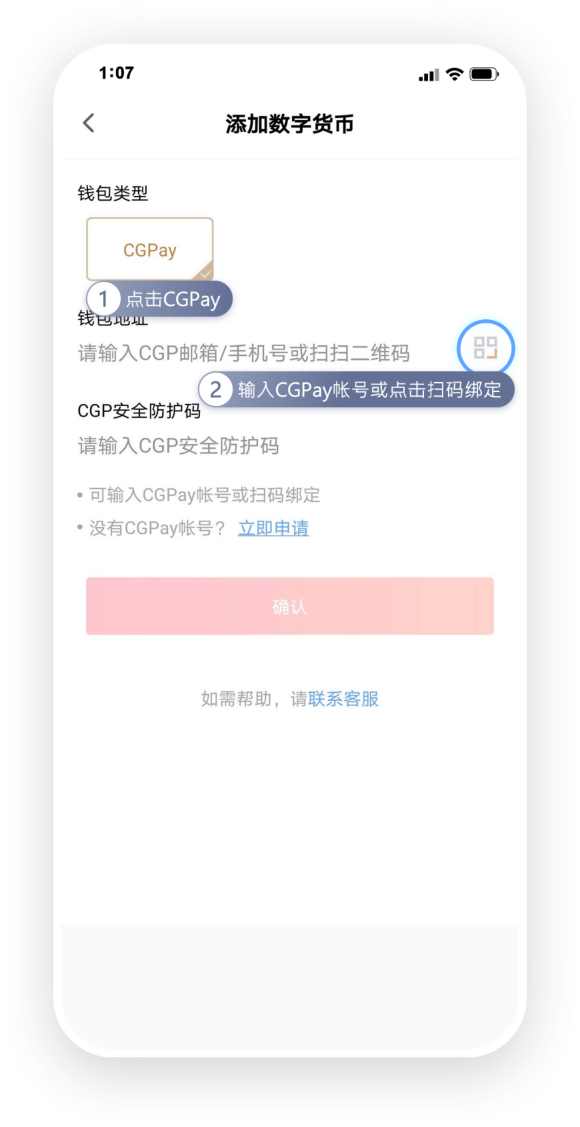 1:07
添加数字货币
钱包类型
CGPay
1 点击CGPay
钱包地址
请输入CGP邮箱/手机号或扫扫二维码
2 输入CGPay帐号或点击扫码绑定
CGP安全防护码
请输入CGP安全防护码
• 可输入CGPay帐号或扫码绑定
• 没有CGPay帐号? 立即申请
确认
如需帮助，请联系客服